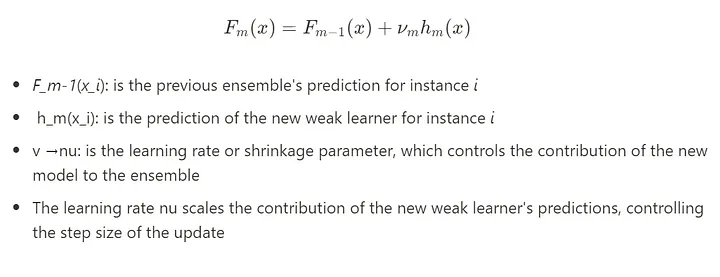 F_m(x) = F_{m-1}(x) + ν_m h_m(x)
• F_m-1(x_i): is the previous ensemble's prediction for instance i
• h_m(x_i): is the prediction of the new weak learner for instance i
• v →nu: is the learning rate or shrinkage parameter, which controls the contribution of the new
model to the ensemble
• The learning rate nu scales the contribution of the new weak learner's predictions, controlling
the step size of the update